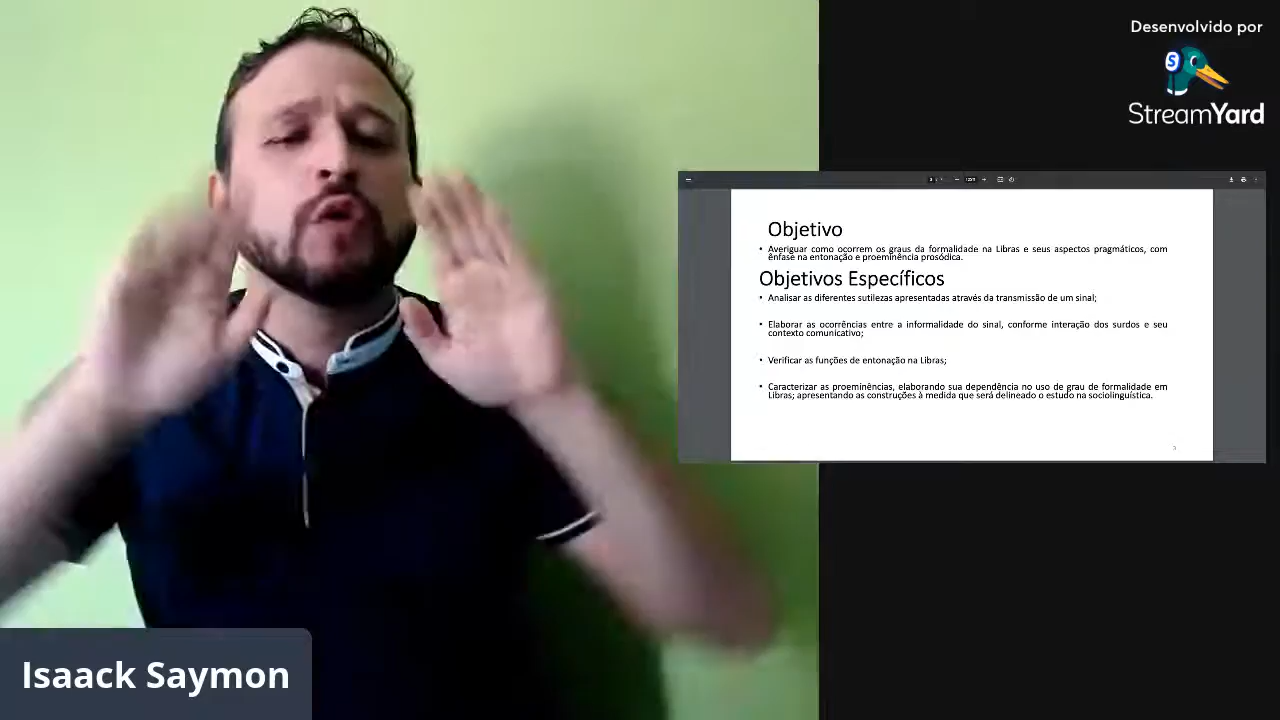 Desenvolvido por
StreamYard
Objetivo
• Averiguar como ocorrem os graus da formalidade na Libras e seus aspectos pragmáticos, com
ênfase na entonação e proeminência prosódica.
Objetivos Específicos
• Analisar as diferentes sutilezas apresentadas através da transmissão de um sinal;
• Elaborar as ocorrências entre a informalidade do sinal, conforme interação dos surdos e seu
contexto comunicativo;
• Verificar as funções de entonação na Libras;
• Caracterizar as proeminências, elaborando sua dependência no uso de grau de formalidade em
Libras; apresentando as construções à medida que será delineado o estudo na sociolinguística.
Isaack Saymon